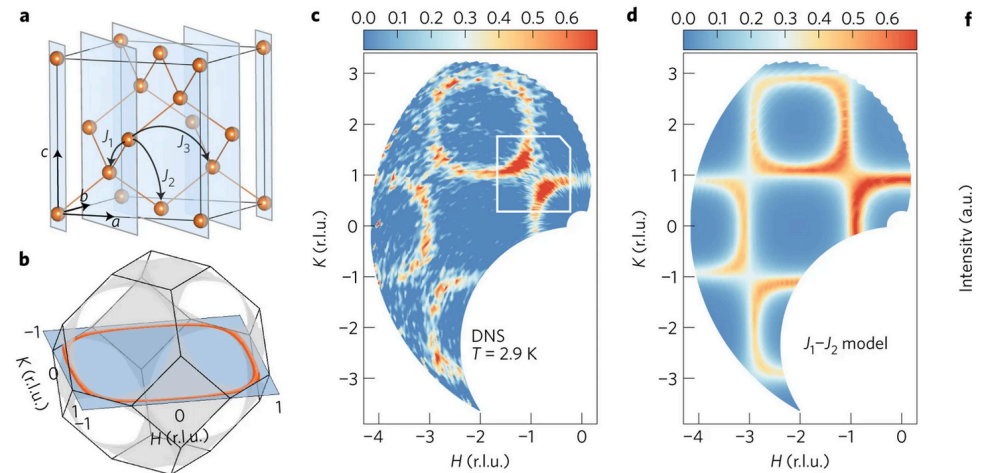 a
c
b
a
J1
J2
J3
b
−1
K (r.l.u.)
0
1
−1
0
H (r.l.u.)
1
c
0.0 0.1 0.2 0.3 0.4 0.5 0.6
3
2
1
0
−1
−2
−3
K (r.l.u.)
DNS
T = 2.9 K
−4 −3 −2 −1 0
H (r.l.u.)
d
0.0 0.1 0.2 0.3 0.4 0.5 0.6
3
2
1
0
−1
−2
−3
K (r.l.u.)
J1–J2 model
−4 −3 −2 −1 0
H (r.l.u.)
f
Intensity (a.u.)